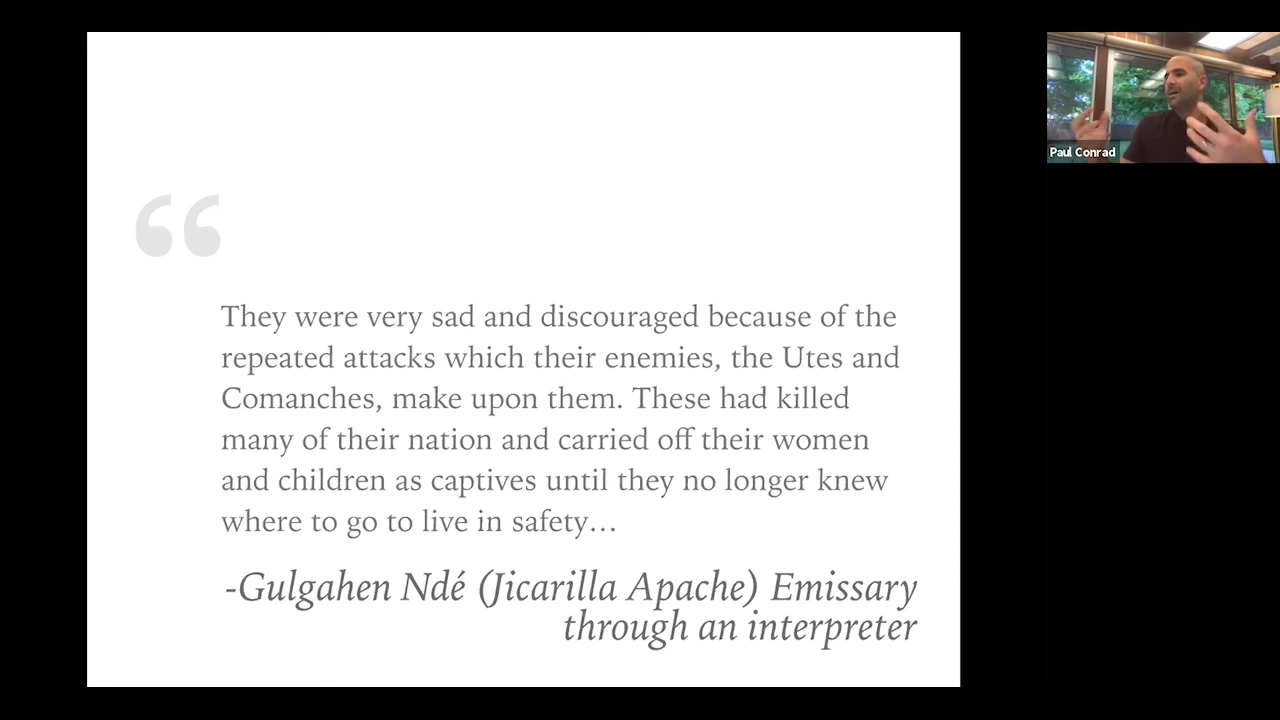 “
They were very sad and discouraged because of the
repeated attacks which their enemies, the Utes and
Comanches, make upon them. These had killed
many of their nation and carried off their women
and children as captives until they no longer knew
where to go to live in safety…
-Gulgahen Ndé (Jicarilla Apache) Emissary
through an interpreter
Paul Conrad